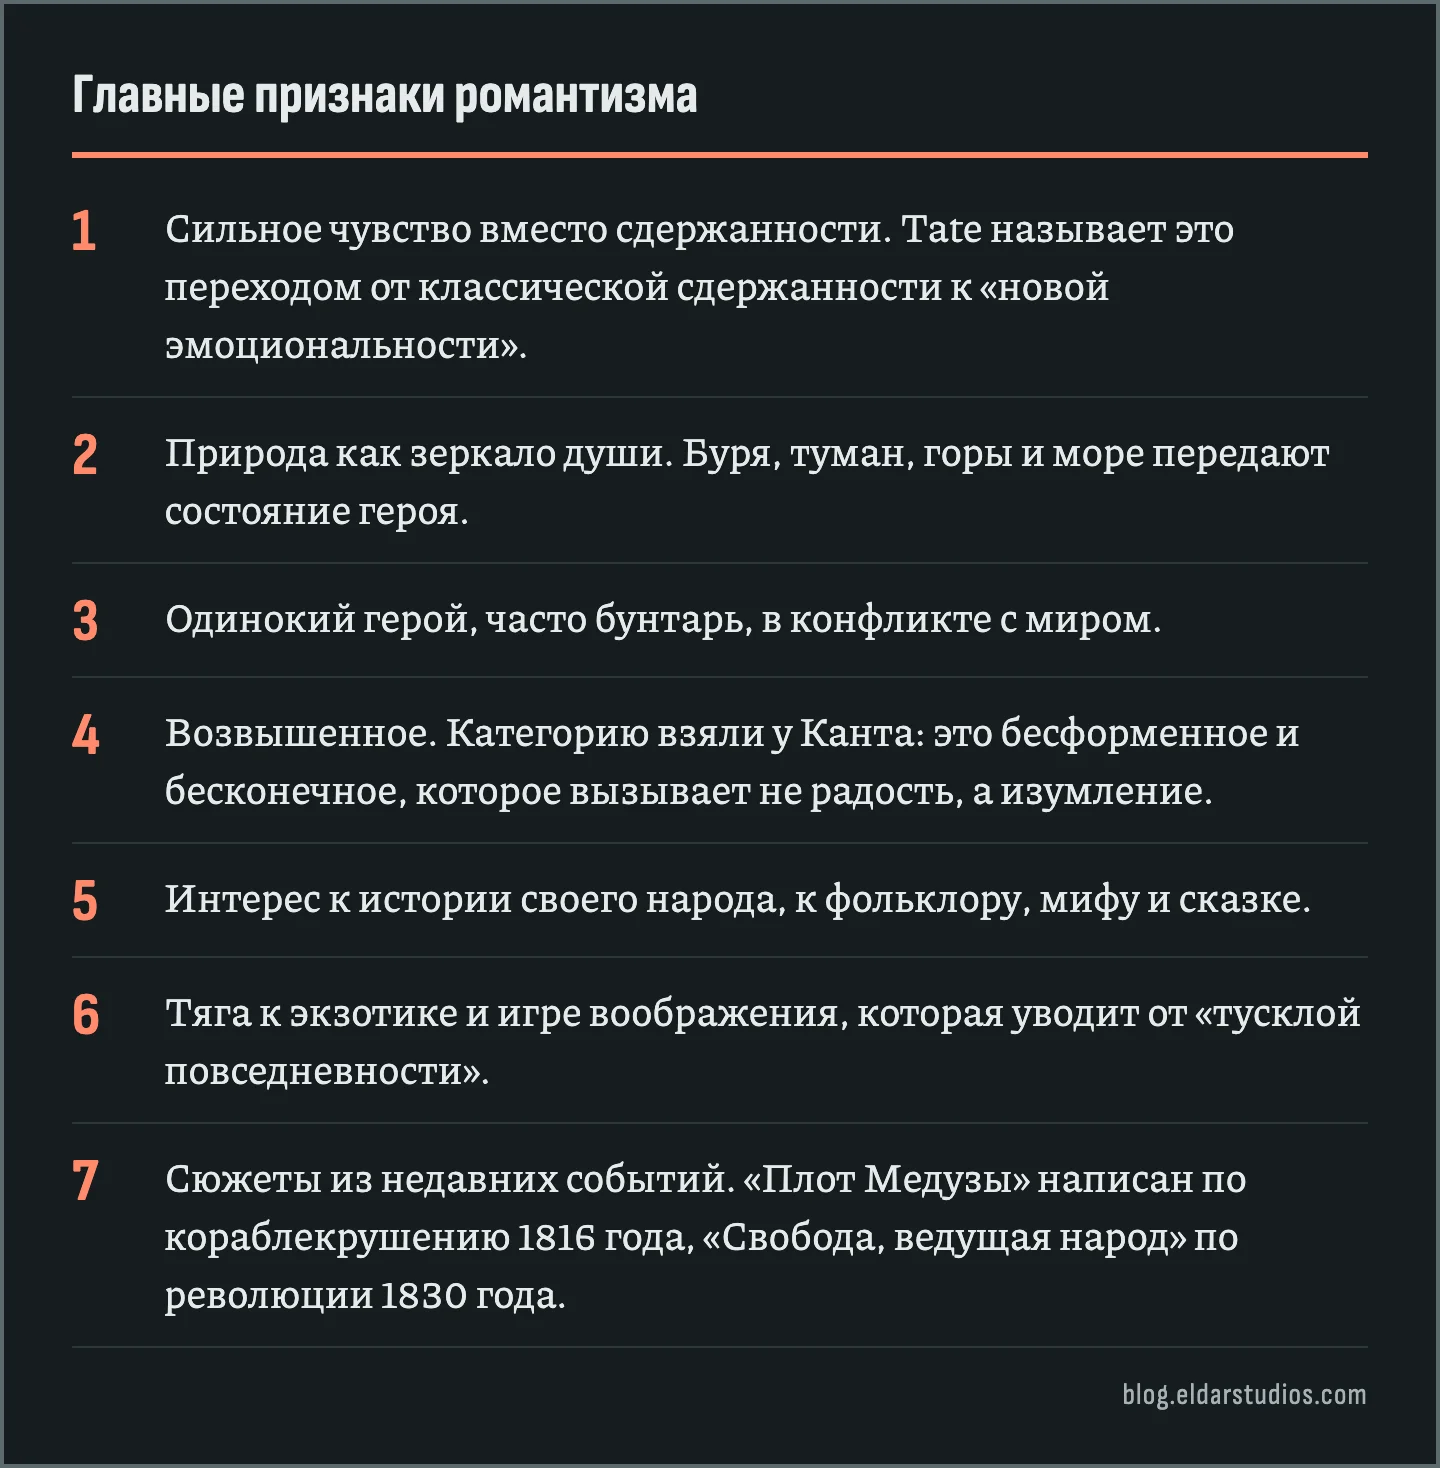 Главные признаки романтизма
1 Сильное чувство вместо сдержанности. Tate называет это
переходом от классической сдержанности к «новой
эмоциональности».
2 Природа как зеркало души. Буря, туман, горы и море передают
состояние героя.
3 Одинокий герой, часто бунтарь, в конфликте с миром.
4 Возвышенное. Категорию взяли у Канта: это бесформенное и
бесконечное, которое вызывает не радость, а изумление.
5 Интерес к истории своего народа, к фольклору, мифу и сказке.
6 Тяга к экзотике и игре воображения, которая уводит от «тусклой
повседневности».
7 Сюжеты из недавних событий. «Плот Медузы» написан по
кораблекрушению 1816 года, «Свобода, ведущая народ» по
революции 1830 года.
blog.eldarstudios.com